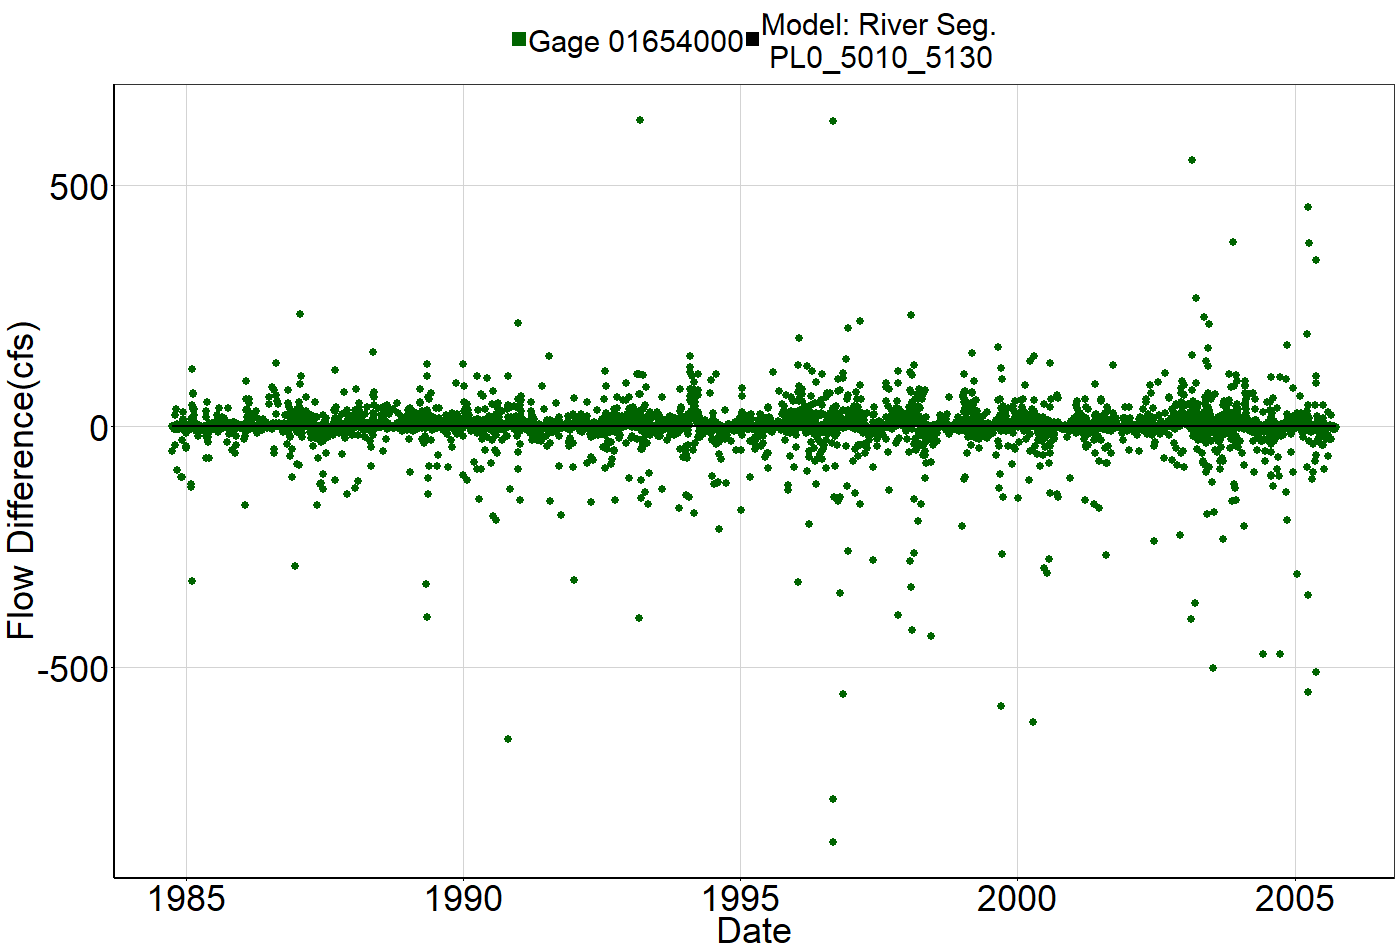 Gage 01654000
Model: River Seg.
PL0_5010_5130
Flow Difference(cfs)
500
0
-500
1985
1990
1995
2000
2005
Date